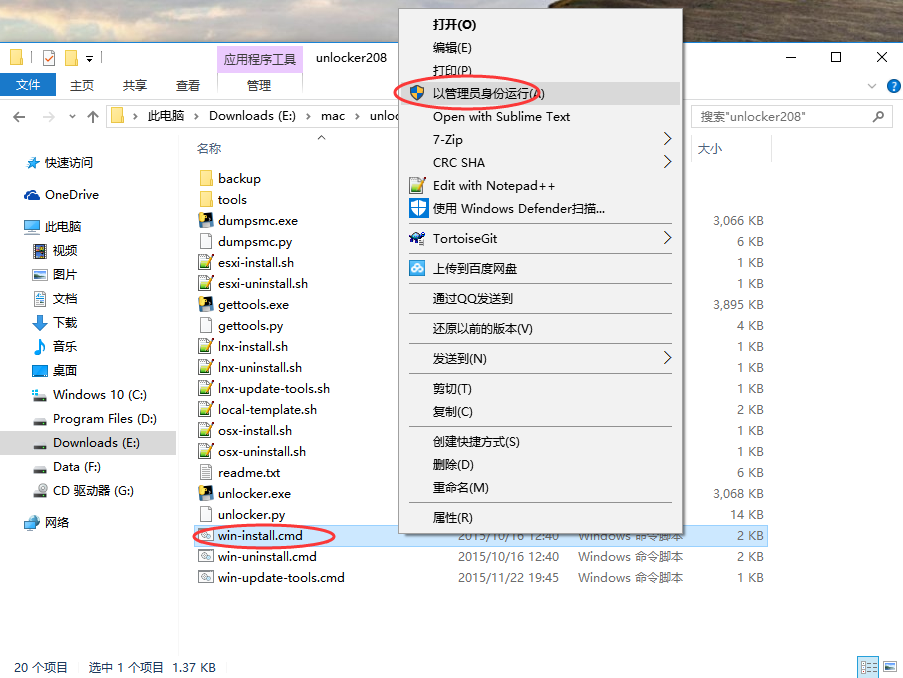 应用程序工具
unlocker208
文件
主页
共享
查看
管理
此电脑
Downloads (E:)
mac
搜索"unlocker208"
名称
大小
快速访问
OneDrive
此电脑
视频
图片
文档
下载
音乐
桌面
Windows 10 (C:)
Program Files (D:)
Downloads (E:)
Data (F:)
CD 驱动器 (G:)
网络
backup
tools
dumpsmc.exe 3,066 KB
dumpsmc.py 6 KB
esxi-install.sh 1 KB
esxi-uninstall.sh 1 KB
gettools.exe 3,895 KB
gettools.py 4 KB
lnx-install.sh 1 KB
lnx-uninstall.sh 1 KB
lnx-update-tools.sh 1 KB
local-template.sh 2 KB
osx-install.sh 1 KB
osx-uninstall.sh 1 KB
readme.txt 6 KB
unlocker.exe 3,068 KB
unlocker.py 14 KB
win-install.cmd 2015/10/16 12:40 Windows 命令脚本 2 KB
win-uninstall.cmd 2015/10/16 12:40 Windows 命令脚本 2 KB
win-update-tools.cmd 2015/11/22 19:45 Windows 命令脚本 1 KB
打开(O)
编辑(E)
打印(P)
以管理员身份运行(A)
Open with Sublime Text
7-Zip
CRC SHA
Edit with Notepad++
使用 Windows Defender扫描...
TortoiseGit
上传到百度网盘
通过QQ发送到
还原以前的版本(V)
发送到(N)
剪切(T)
复制(C)
创建快捷方式(S)
删除(D)
重命名(M)
属性(R)
20 个项目
选中 1 个项目 1.37 KB